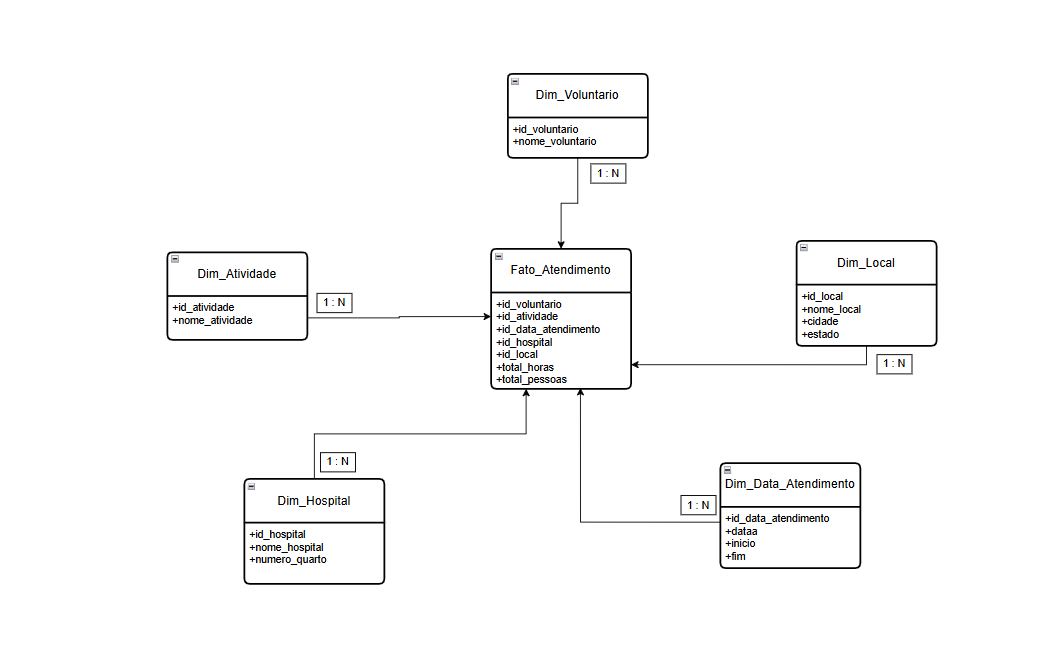 Dim_Voluntario
+id_voluntario
+nome_voluntario
1 : N
Dim_Atividade
+id_atividade
+nome_atividade
1 : N
Fato_Atendimento
+id_voluntario
+id_atividade
+id_data_atendimento
+id_hospital
+id_local
+total_horas
+total_pessoas
Dim_Local
+id_local
+nome_local
+cidade
+estado
1 : N
Dim_Hospital
+id_hospital
+nome_hospital
+numero_quarto
1 : N
Dim_Data_Atendimento
+id_data_atendimento
+dataa
+inicio
+fim
1 : N